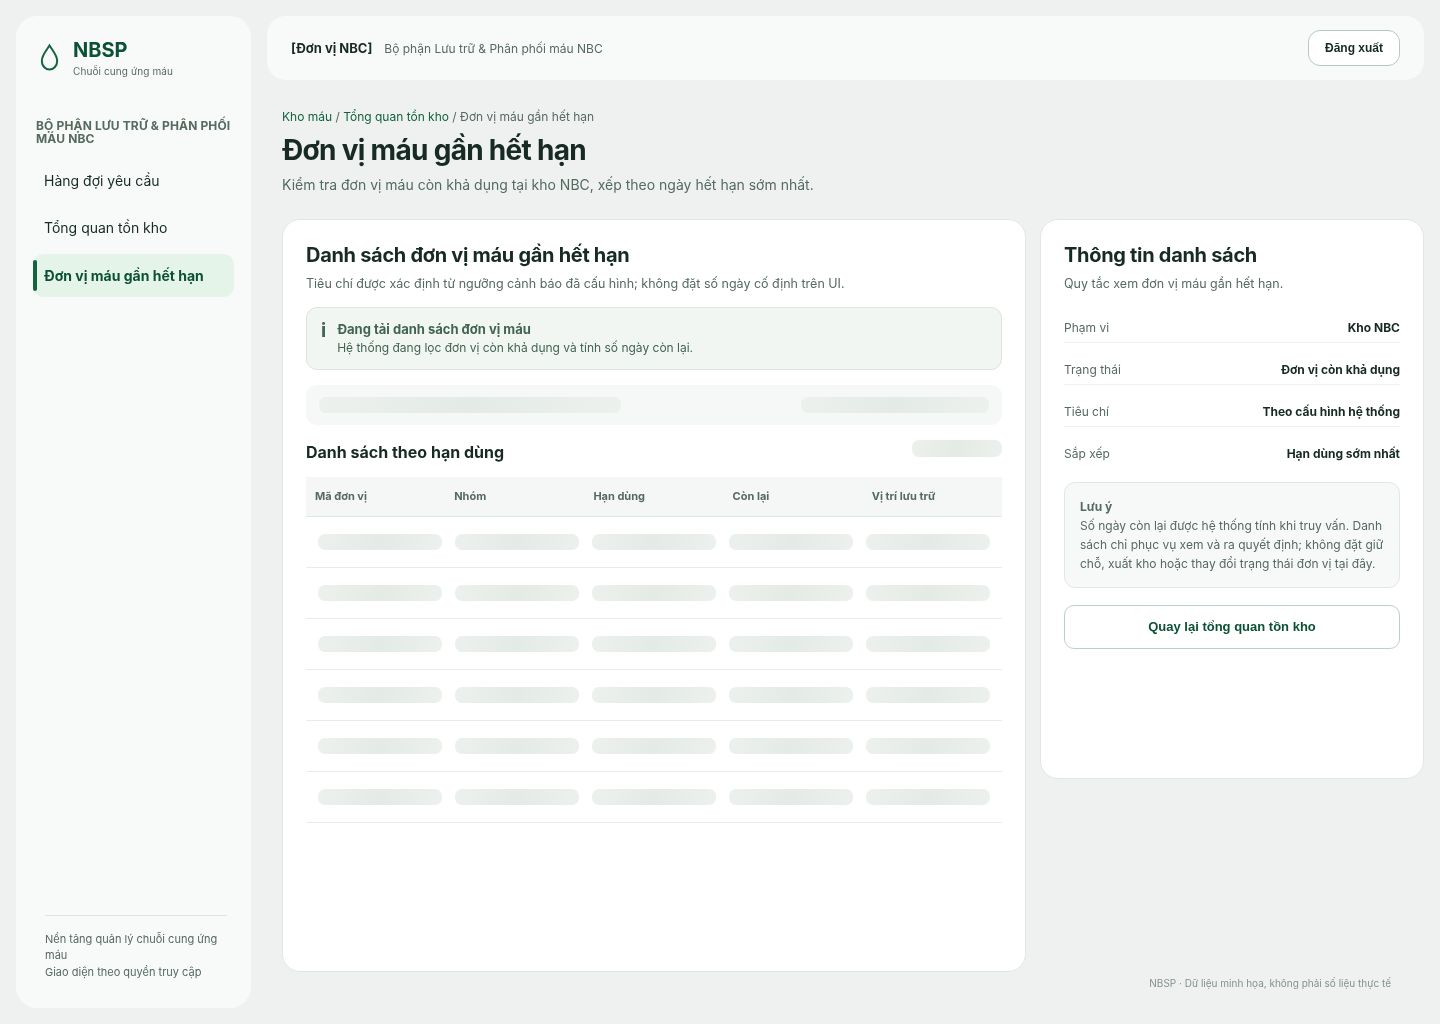 NBSP
Chuỗi cung ứng máu
BỘ PHẬN LƯU TRỮ & PHÂN PHỐI
MÁU NBC
Hàng đợi yêu cầu
Tổng quan tồn kho
Đơn vị máu gần hết hạn
Nền tảng quản lý chuỗi cung ứng
máu
Giao diện theo quyền truy cập
[Đơn vị NBC] Bộ phận Lưu trữ & Phân phối máu NBC
Đăng xuất
Kho máu / Tổng quan tồn kho / Đơn vị máu gần hết hạn
Đơn vị máu gần hết hạn
Kiểm tra đơn vị máu còn khả dụng tại kho NBC, xếp theo ngày hết hạn sớm nhất.
Danh sách đơn vị máu gần hết hạn
Tiêu chí được xác định từ ngưỡng cảnh báo đã cấu hình; không đặt số ngày cố định trên UI.
i Đang tải danh sách đơn vị máu
Hệ thống đang lọc đơn vị còn khả dụng và tính số ngày còn lại.
Danh sách theo hạn dùng
Mã đơn vị Nhóm Hạn dùng Còn lại Vị trí lưu trữ
Thông tin danh sách
Quy tắc xem đơn vị máu gần hết hạn.
Phạm vi Kho NBC
Trạng thái Đơn vị còn khả dụng
Tiêu chí Theo cấu hình hệ thống
Sắp xếp Hạn dùng sớm nhất
Lưu ý
Số ngày còn lại được hệ thống tính khi truy vấn. Danh
sách chỉ phục vụ xem và ra quyết định; không đặt giữ
chỗ, xuất kho hoặc thay đổi trạng thái đơn vị tại đây.
Quay lại tổng quan tồn kho
NBSP · Dữ liệu minh họa, không phải số liệu thực tế